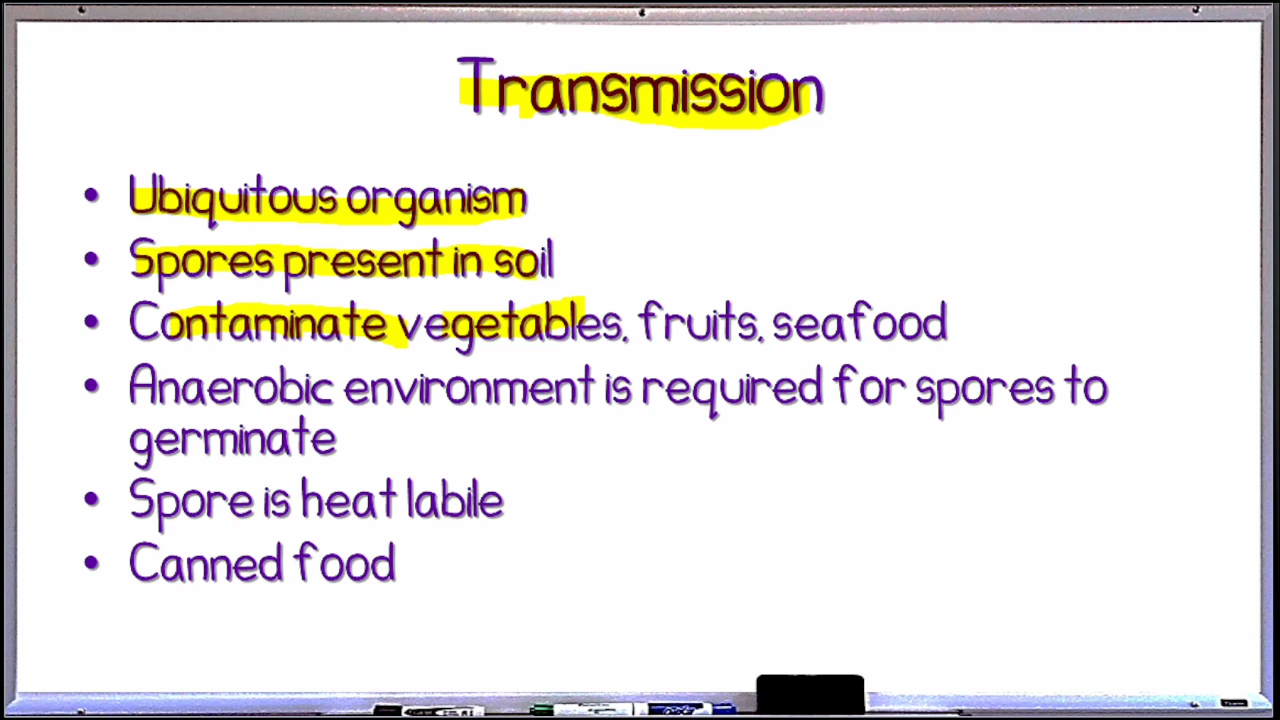 Transmission
• Ubiquitous organism
• Spores present in soil
• Contaminate vegetables, fruits, seafood
• Anaerobic environment is required for spores to
germinate
• Spore is heat labile
• Canned food